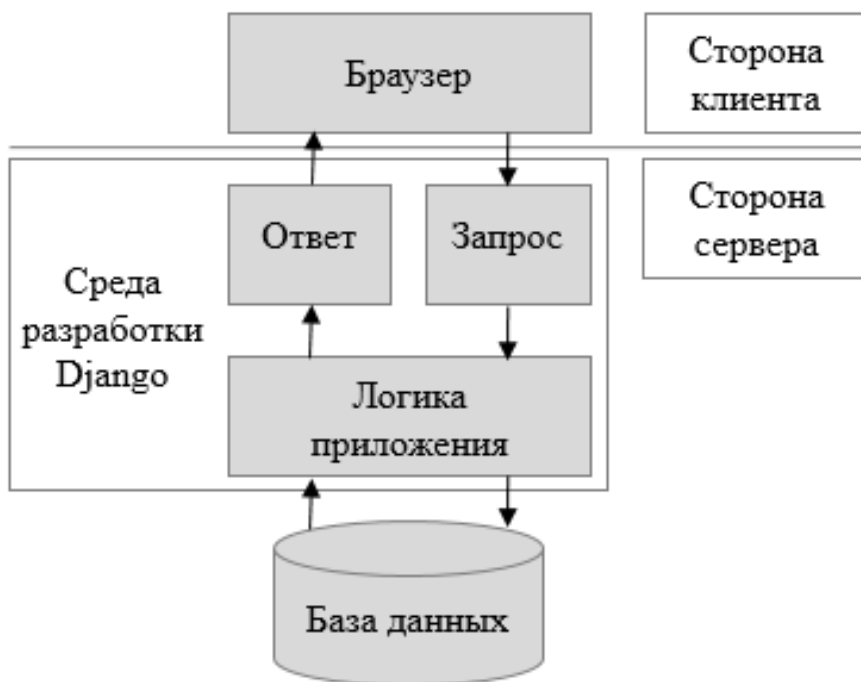 Браузер
Сторона
клиента
Ответ
Запрос
Сторона
сервера
Среда
разработки
Django
Логика
приложения
База данных